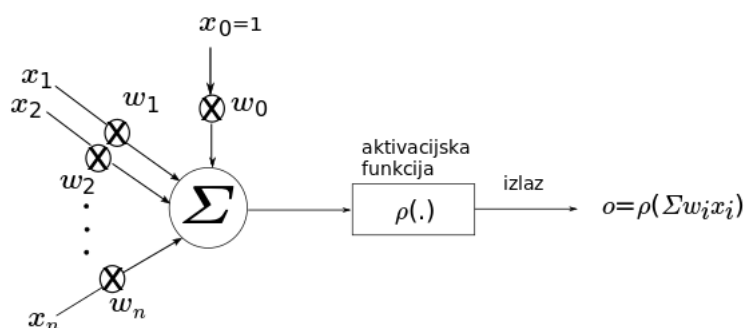 x₀=1
x₁
w₁
x₂
w₀
w₂
Σ
aktivacijska
funkcija
ρ(.)
izlaz
o=ρ(Σwᵢxᵢ)
wₙ
xₙ